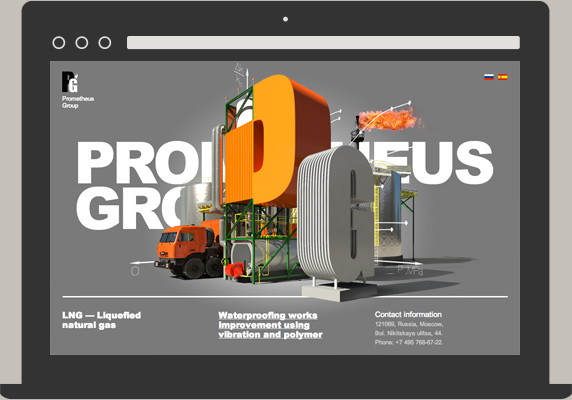 Prometheus
Group
PROMETHEUS
GROUP
LNG — Liquefied
natural gas
Waterproofing works
improvement using
vibration and polymer
Contact information
121069, Russia, Moscow,
Bol. Nikitskaya ulitsa, 44.
Phone: +7 495 768-67-22.